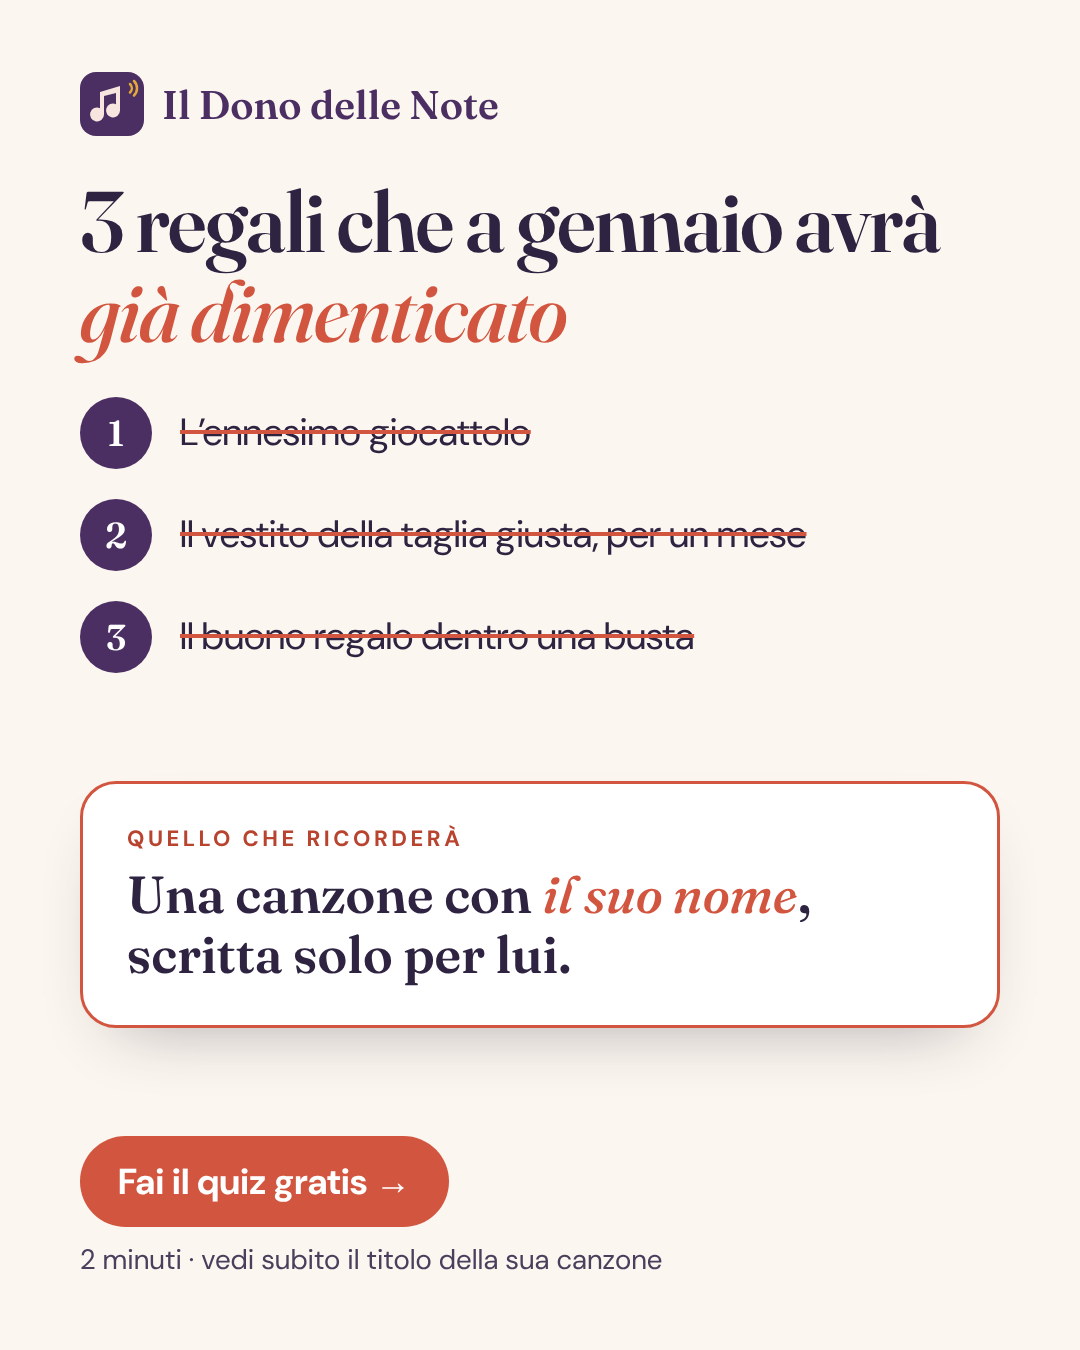 Il Dono delle Note
3 regali che a gennaio avrà
già dimenticato
1 L’ennesimo giocattolo
2 Il vestito della taglia giusta, per un mese
3 Il buono regalo dentro una busta
QUELLO CHE RICORDERÀ
Una canzone con il suo nome,
scritta solo per lui.
Fai il quiz gratis →
2 minuti · vedi subito il titolo della sua canzone